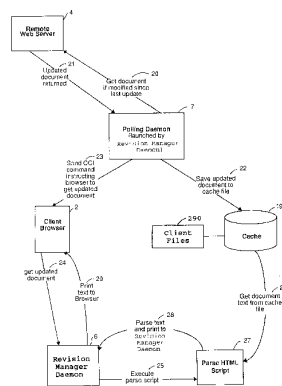 4
Remote
Web Server
21
Updated
document
returned
20
Get document
if modified since
last update
7
Polling Daemon
(launched by
Revision Manager
Daemon)
23
Send CGI
command
instructing
browser to
get updated
document
22
Save updated
document to
cache file
2
Client
Browser
290
Client
Files
Cache
24
get updated
document
Print
text to
Browser
Get document
text from cache
file
Parse text
and print to
Revision
Manager
Daemon
27
6
Revision
Manager
Daemon
25
Execute
parse script
Parse HTML
Script